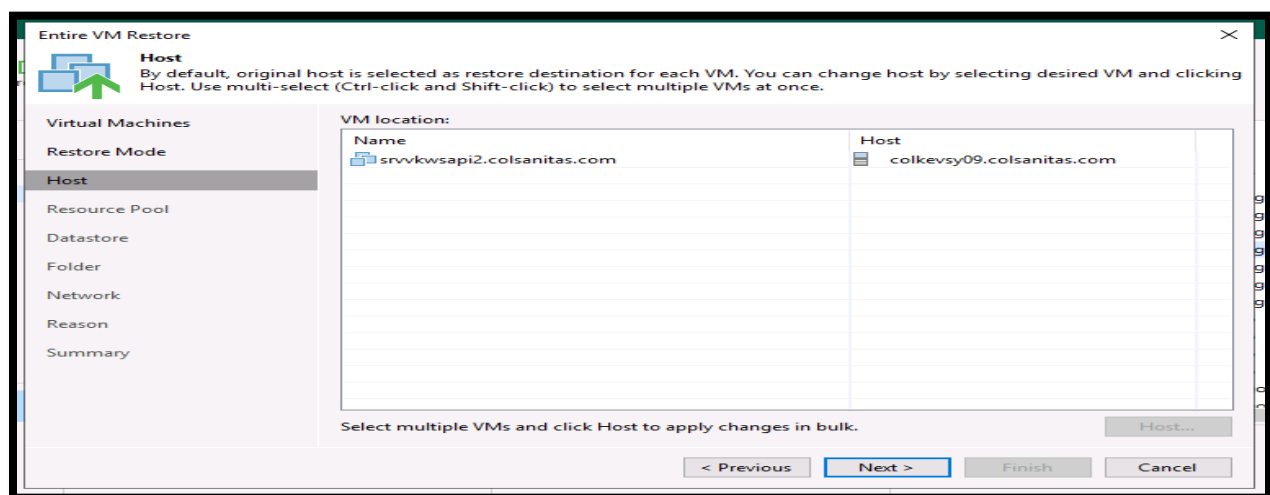 Entire VM Restore
Host
By default, original host is selected as restore destination for each VM. You can change host by selecting desired VM and clicking
Host. Use multi-select (Ctrl-click and Shift-click) to select multiple VMs at once.
Virtual Machines
Restore Mode
Host
Resource Pool
Datastore
Folder
Network
Reason
Summary
VM location:
Name Host
srvvkwsapi2.colsanitas.com colkevsy09.colsanitas.com
Select multiple VMs and click Host to apply changes in bulk. Host...
< Previous Next > Finish Cancel